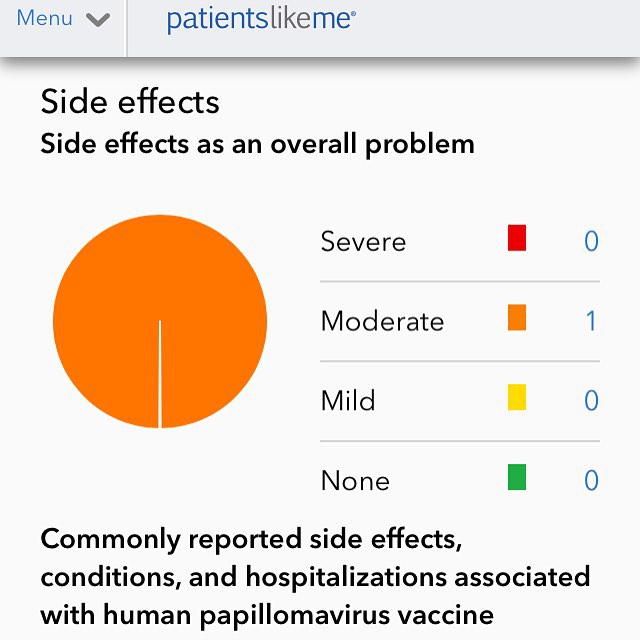 Menu
patientslikeme®
Side effects
Side effects as an overall problem
Severe 0
Moderate 1
Mild 0
None 0
Commonly reported side effects,
conditions, and hospitalizations associated
with human papillomavirus vaccine